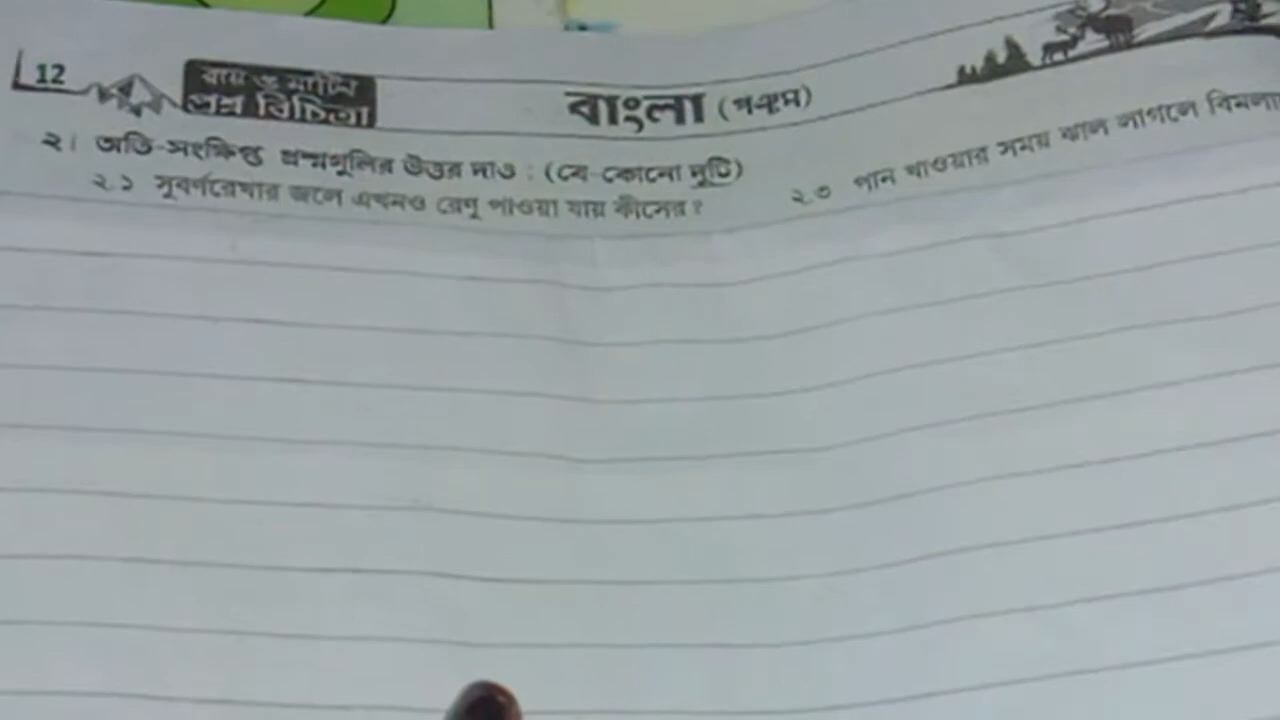 12
রায় ও মার্টিন
প্রশ্ন বিচিত্রা
বাংলা (পঞ্চম)
২। অতি-সংক্ষিপ্ত প্রশ্নগুলির উত্তর দাও : (যে-কোনো দুটি)
২.১ সুবর্ণরেখার জলে এখনও রেণু পাওয়া যায় কীসের?
২.৩ পান খাওয়ার সময় ঝাল লাগলে বিমলা